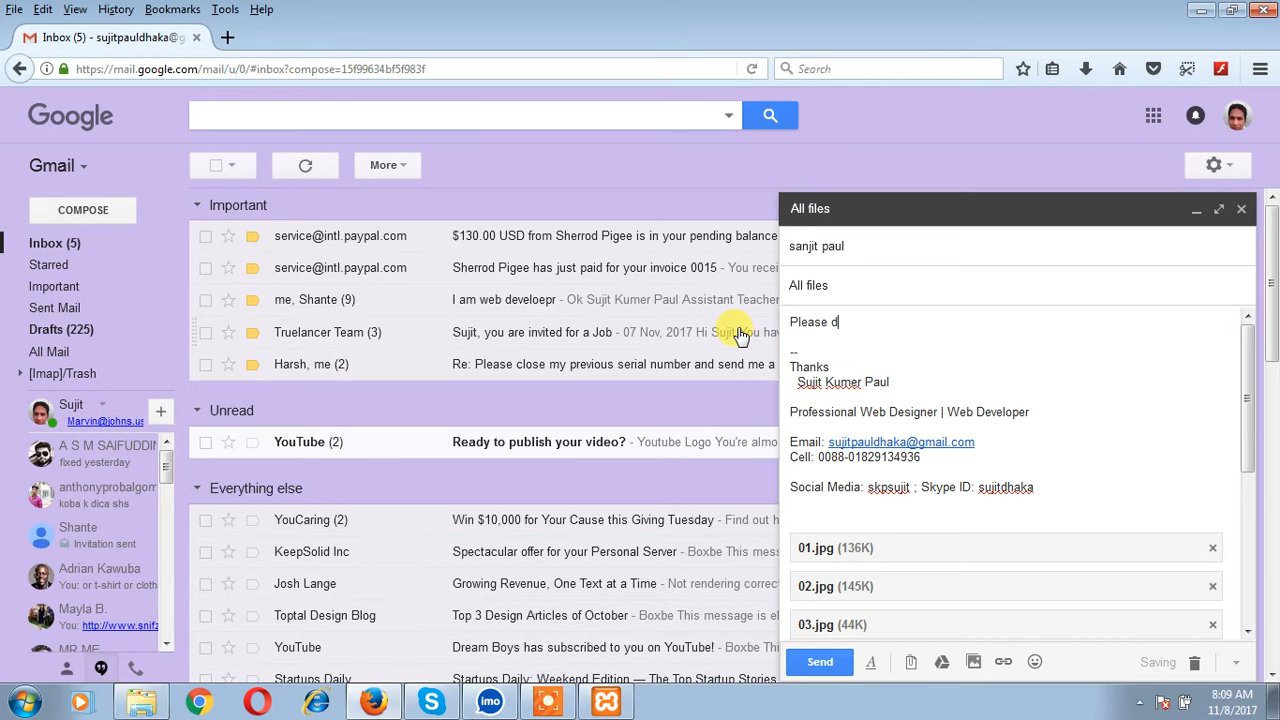 File Edit View History Bookmarks Tools Help
Inbox (5) - sujitpauldhaka@g
https://mail.google.com/mail/u/0/#inbox?compose=15f99634bf5f983f
Search
Google
Gmail
More
COMPOSE
Inbox (5)
Starred
Important
Sent Mail
Drafts (225)
All Mail
[Imap]/Trash
Sujit
Marvin@johns.us
A S M SAIFUDDIN
fixed yesterday
anthonyprobalgom
koba k dica shs
Shante
Invitation sent
Adrian Kawuba
You: or t-shirt or cloth
Mayla B.
You: http://www.snifz
Important
service@intl.paypal.com $130.00 USD from Sherrod Pigee is in your pending balance
service@intl.paypal.com Sherrod Pigee has just paid for your invoice 0015 - You recei
me, Shante (9) I am web develoepr - Ok Sujit Kumer Paul Assistant Teacher
Truelancer Team (3) Sujit, you are invited for a Job - 07 Nov, 2017 Hi Sujit You hav
Harsh, me (2) Re: Please close my previous serial number and send me a
Unread
YouTube (2) Ready to publish your video? - Youtube Logo You're almo
Everything else
YouCaring (2) Win $10,000 for Your Cause this Giving Tuesday - Find out h
KeepSolid Inc Spectacular offer for your Personal Server - Boxbe This messa
Josh Lange Growing Revenue, One Text at a Time - Not rendering correc
Toptal Design Blog Top 3 Design Articles of October - Boxbe This message is e
YouTube Dream Boys has subscribed to you on YouTube! - Boxbe Th
Startups Daily Startups Daily: Weekend Edition — The Top Startup Stories
All files
sanjit paul
All files
Please d
--
Thanks
Sujit Kumer Paul
Professional Web Designer | Web Developer
Email: sujitpauldhaka@gmail.com
Cell: 0088-01829134936
Social Media: skpsujit ; Skype ID: sujitdhaka
01.jpg (136K)
02.jpg (145K)
03.jpg (44K)
Send
Saving
imo
8:09 AM
11/8/2017